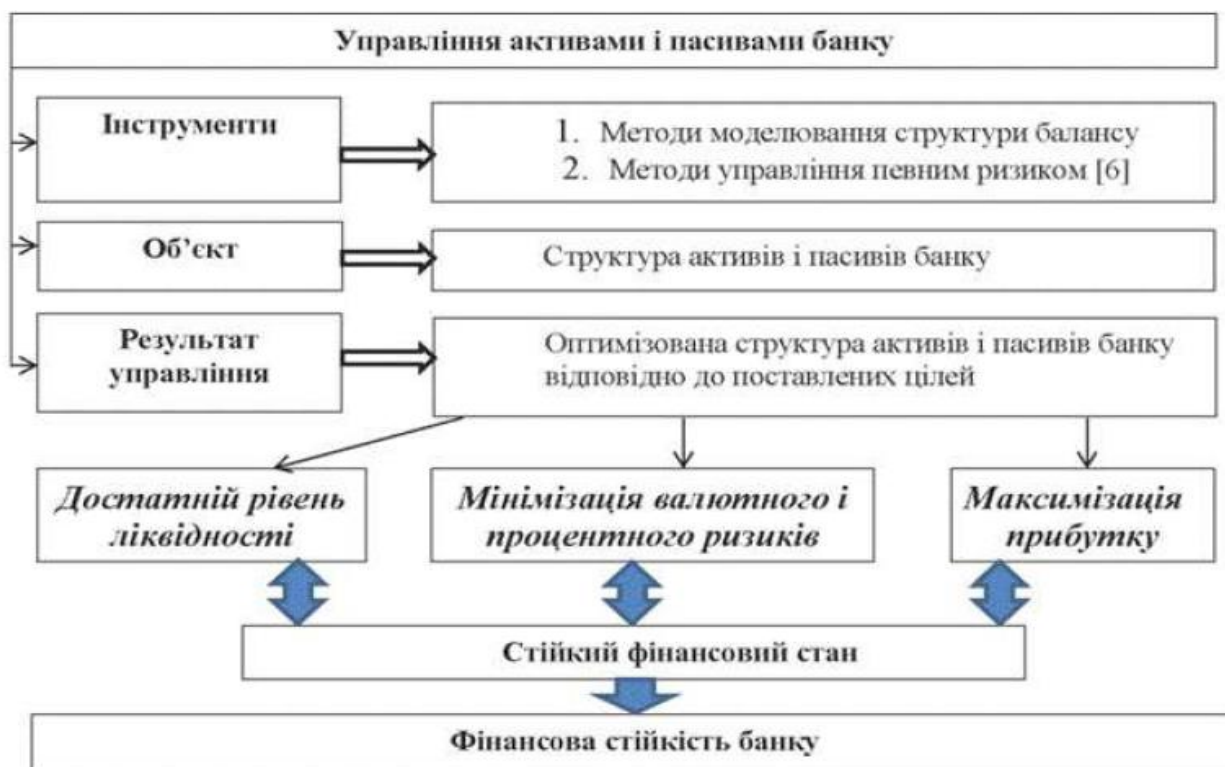 Управління активами і пасивами банку
Інструменти
1. Методи моделювання структури балансу
2. Методи управління певним ризиком [6]
Об’єкт
Структура активів і пасивів банку
Результат
управління
Оптимізована структура активів і пасивів банку
відповідно до поставлених цілей
Достатній рівень
ліквідності
Мінімізація валютного і
процентного ризиків
Максимізація
прибутку
Стійкий фінансовий стан
Фінансова стійкість банку